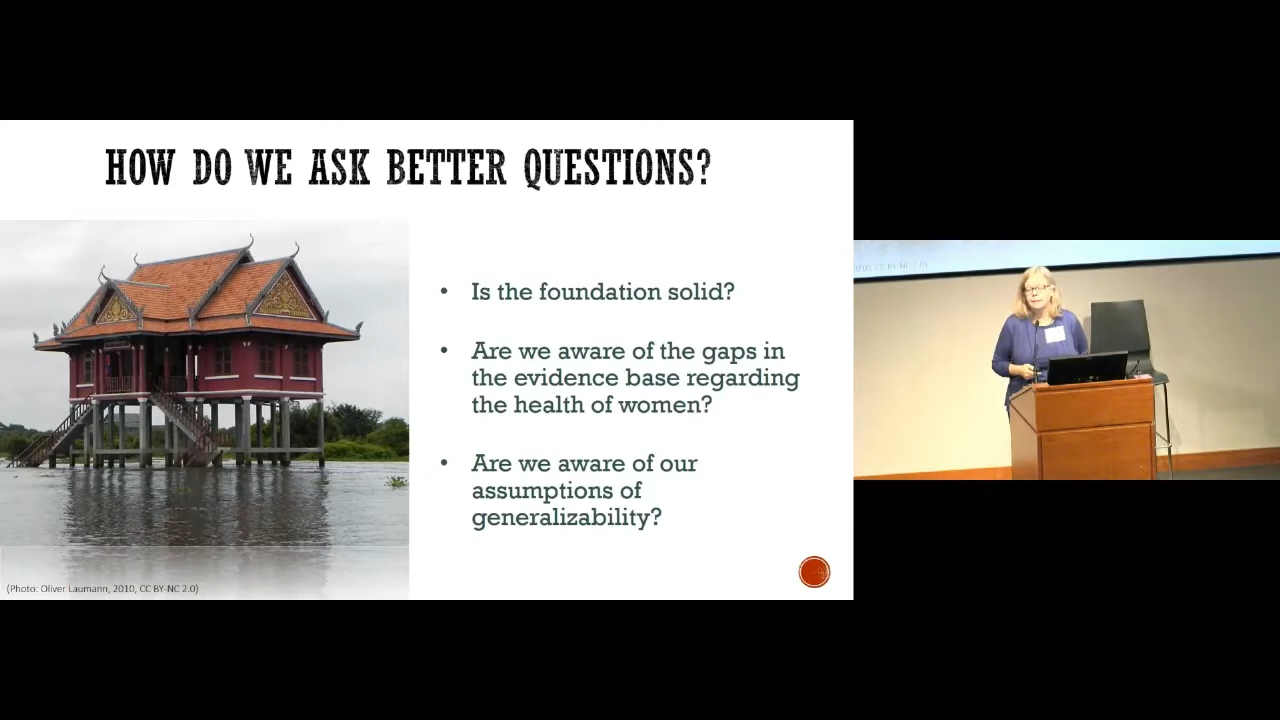 HOW DO WE ASK BETTER QUESTIONS?
• Is the foundation solid?
• Are we aware of the gaps in
the evidence base regarding
the health of women?
• Are we aware of our
assumptions of
generalizability?
(Photo: Oliver Laumann, 2010, CC BY-NC 2.0)